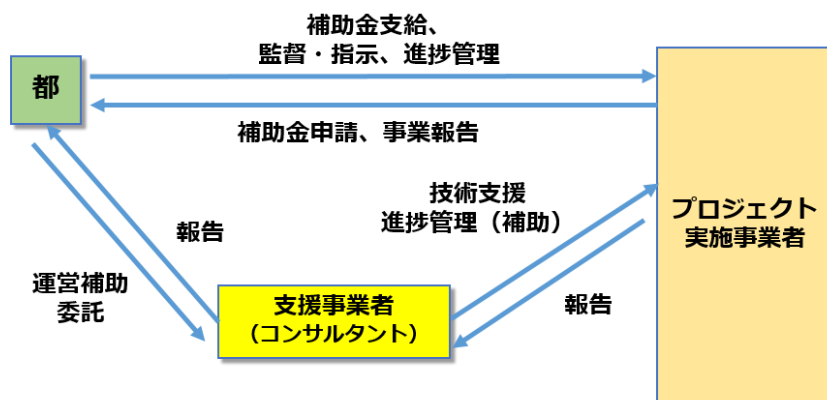 補助金支給、
監督・指示、進捗管理
都
補助金申請、事業報告
技術支援
進捗管理（補助）
プロジェクト
実施事業者
報告
運営補助
委託
支援事業者
（コンサルタント）
報告